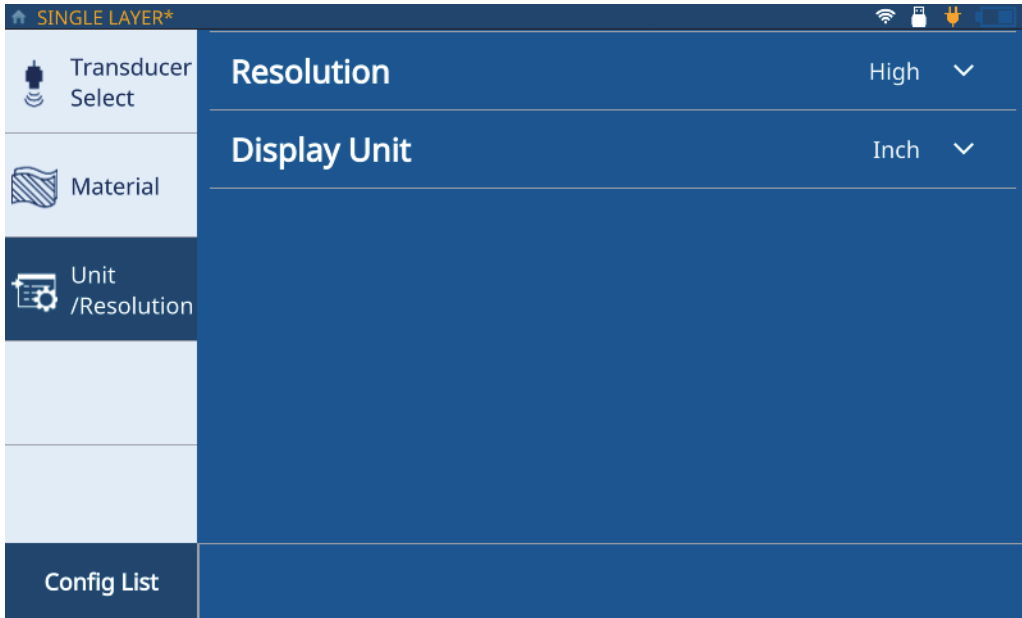 SINGLE LAYER*
Transducer
Select
Material
Unit
/Resolution
Config List
Resolution
High
Display Unit
Inch